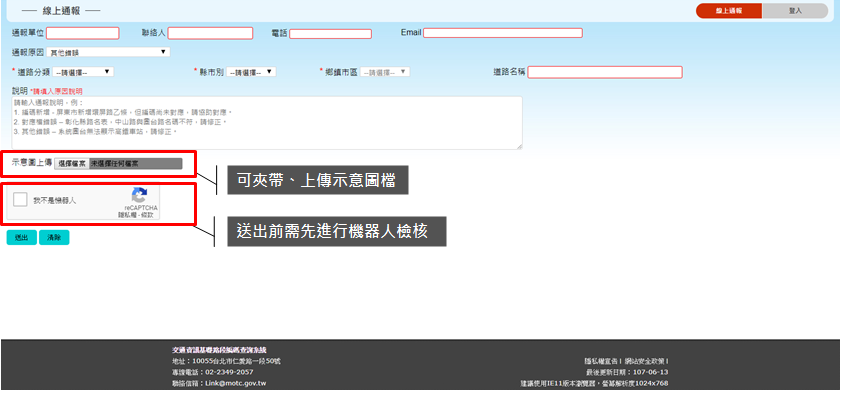 線上通報
線上通報 登入
通報單位 聯絡人 電話 Email
通報原因 其他錯誤
*道路分類 --請選擇-- *縣市別 --請選擇-- *鄉鎮市區 --請選擇-- 道路名稱
說明 *請填入原因說明
請輸入通報說明，例：
1. 編碼新增 - 屏東市新增環屏路乙條，但編碼尚未對應，請協助對應。
2. 對應檔錯誤 – 彰化縣路名表，中山路與圖台路名碼不符，請修正。
3. 其他錯誤 – 系統圖台無法顯示高鐵車站，請修正。
示意圖上傳 選擇檔案 未選擇任何檔案
可夾帶、上傳示意圖檔
我不是機器人
reCAPTCHA
隱私權 - 條款
送出前需先進行機器人檢核
送出 清除
交通資訊基礎路段編碼查詢系統
地址：10055台北市仁愛路一段50號 隱私權宣告 | 網站安全政策 |
專線電話：02-2349-2057 最後更新日期：107-06-13
聯絡信箱：Link@motc.gov.tw 建議使用IE11版本瀏覽器，螢幕解析度1024x768